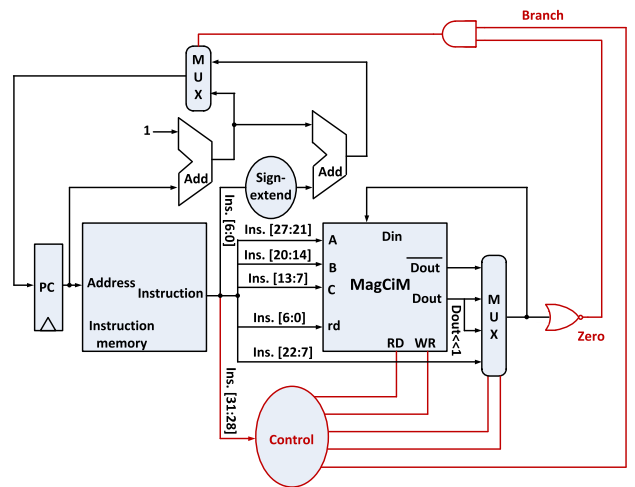 Branch
M
U
X
1
Add
Add
Sign-
extend
Ins. [6:0]
Ins. [27:21]
Ins. [20:14]
Ins. [13:7]
Ins. [6:0]
Ins. [22:7]
PC
Address
Instruction
Instruction
memory
Din
A
B
C
rd
MagCiM
Dout
Dout
RD WR
Dout<<1
M
U
X
Zero
Ins. [31:28]
Control